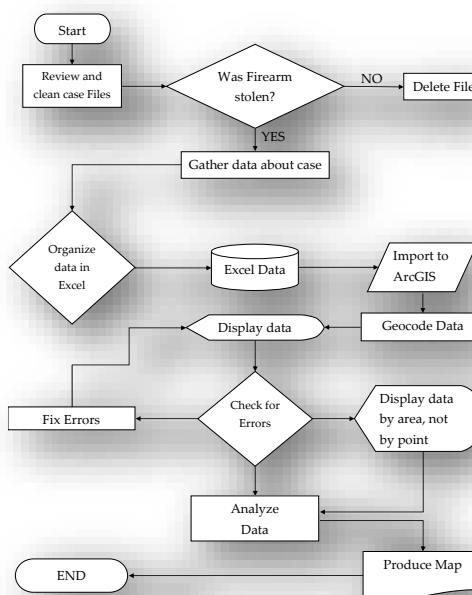 Start
Review and
clean case Files
Was Firearm
stolen?
NO
Delete File
YES
Gather data about case
Organize
data in
Excel
Excel Data
Import to
ArcGIS
Geocode Data
Display data
Fix Errors
Check for
Errors
Display data
by area, not
by point
Analyze
Data
Produce Map
END